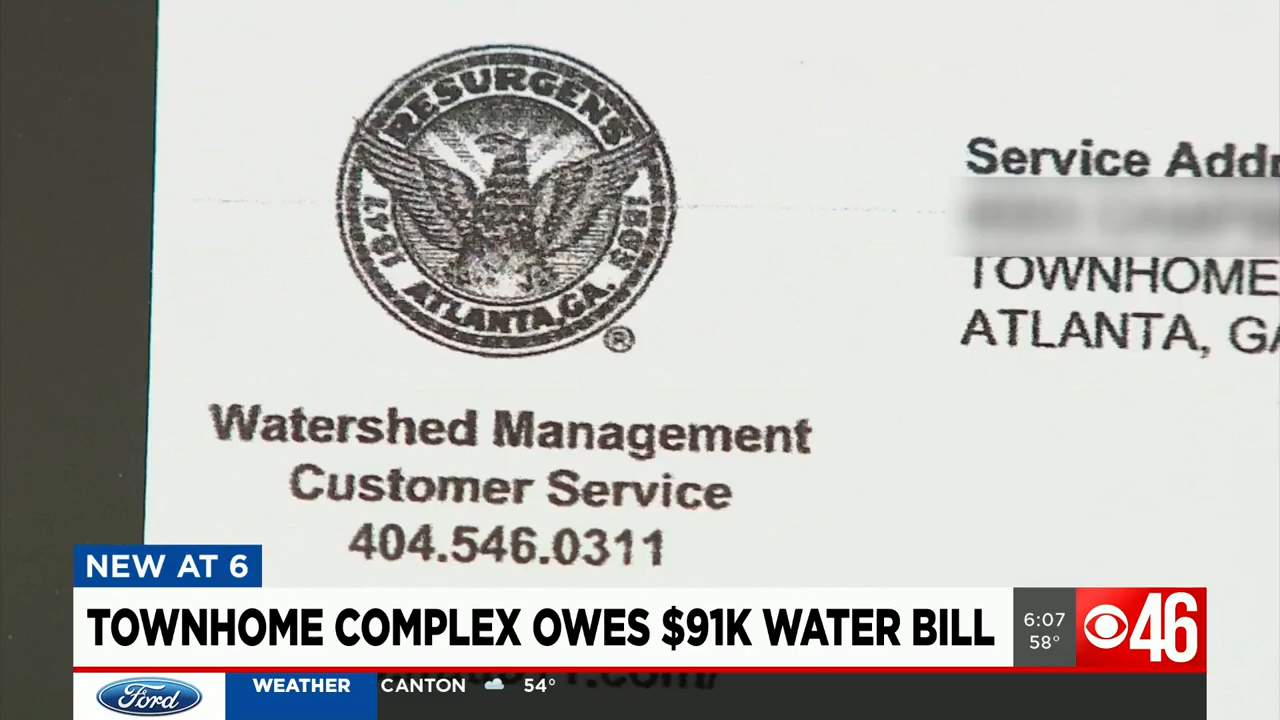 RESURGENS
1847
1865
ATLANTA, GA.
®
Watershed Management
Customer Service
404.546.0311
Service Addr
TOWNHOME
ATLANTA, GA
NEW AT 6
TOWNHOME COMPLEX OWES $91K WATER BILL
6:07
58°
46
Ford
WEATHER CANTON 54°